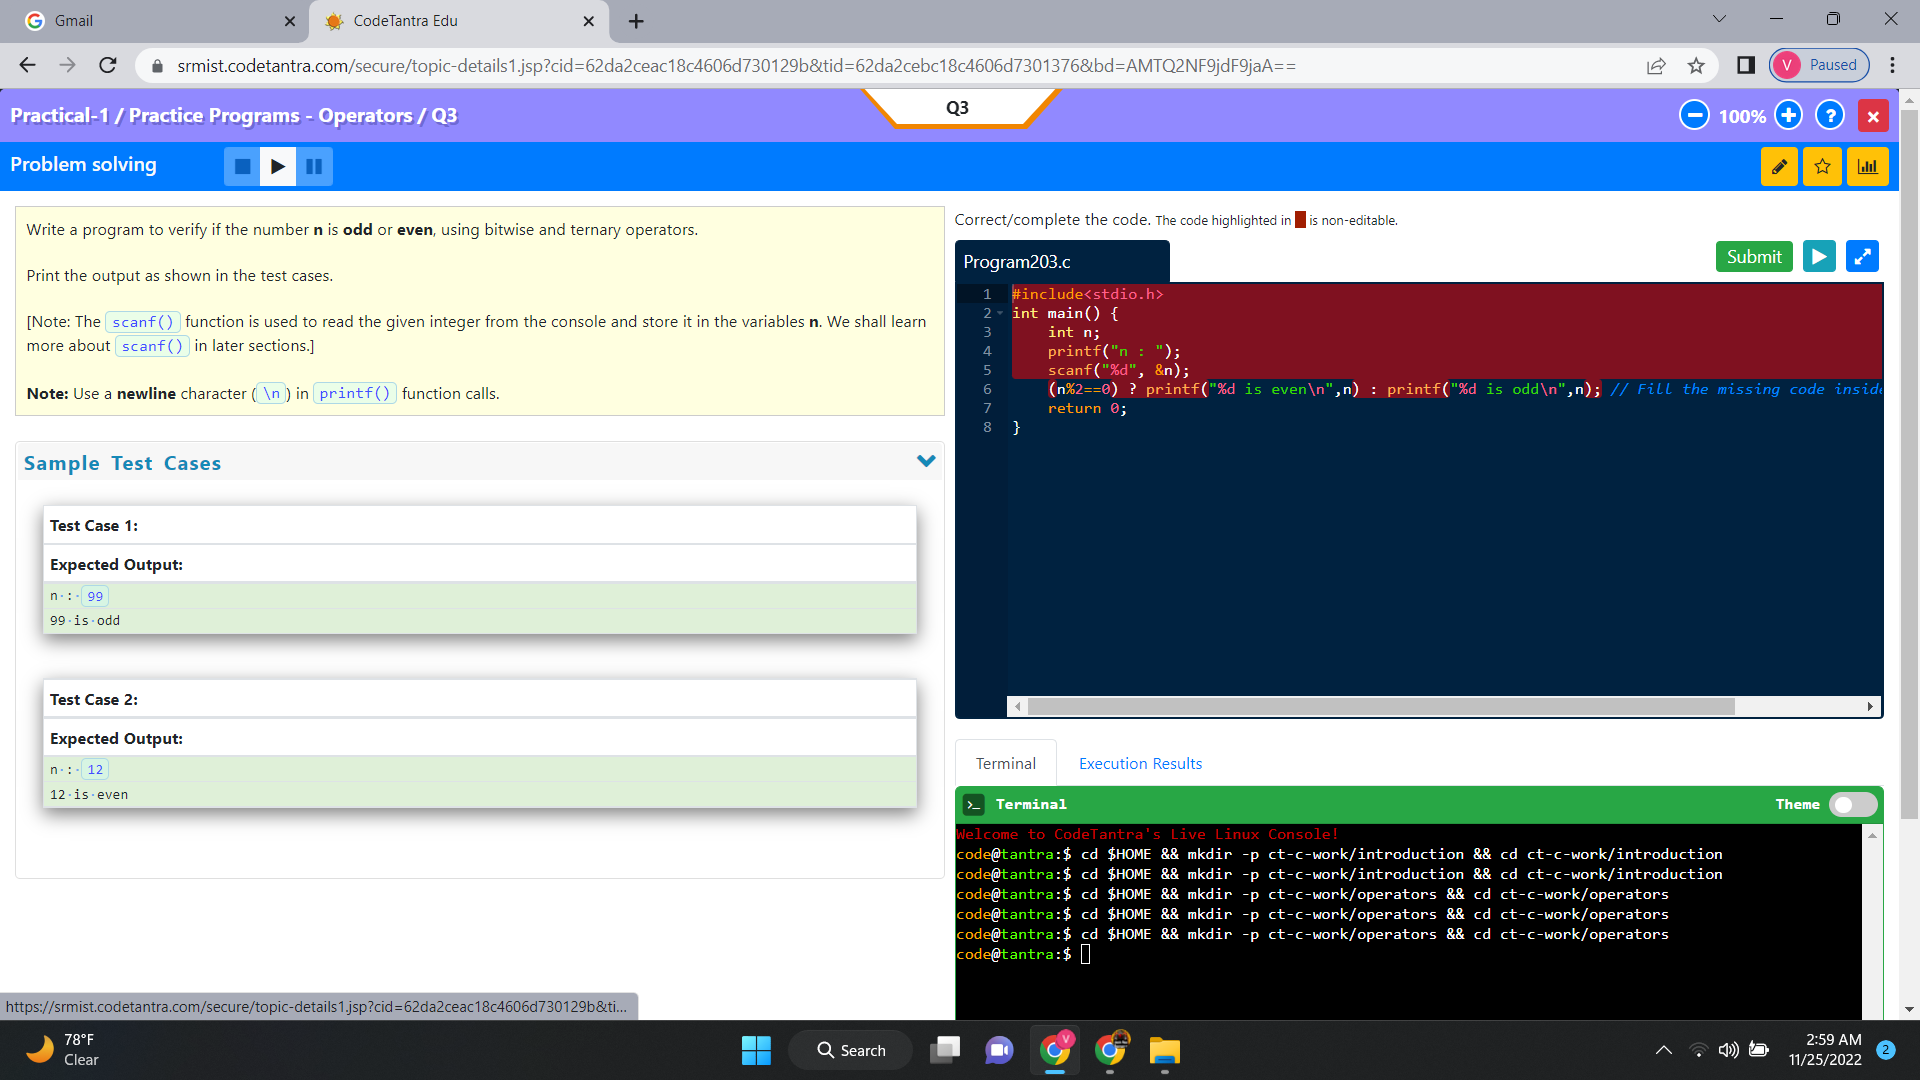 Gmail
CodeTantra Edu
srmist.codetantra.com/secure/topic-details1.jsp?cid=62da2ceac18c4606d730129b&tid=62da2cebc18c4606d7301376&bd=AMTQ2NF9jdF9jaA==
V Paused
Practical-1 / Practice Programs - Operators / Q3
Q3
100%
?
Problem solving
Write a program to verify if the number n is odd or even, using bitwise and ternary operators.
Print the output as shown in the test cases.
[Note: The scanf() function is used to read the given integer from the console and store it in the variables n. We shall learn
more about scanf() in later sections.]
Note: Use a newline character (\n) in printf() function calls.
Sample Test Cases
Test Case 1:
Expected Output:
n·:·99
99·is·odd
Test Case 2:
Expected Output:
n·:·12
12·is·even
Correct/complete the code. The code highlighted in is non-editable.
Program203.c
Submit
1 #include<stdio.h>
2 int main() {
3 int n;
4 printf("n : ");
5 scanf("%d", &n);
6 (n%2==0) ? printf("%d is even\n",n) : printf("%d is odd\n",n); // Fill the missing code insid
7 return 0;
8 }
Terminal
Execution Results
>_ Terminal
Theme
Welcome to CodeTantra's Live Linux Console!
code@tantra:$ cd $HOME && mkdir -p ct-c-work/introduction && cd ct-c-work/introduction
code@tantra:$ cd $HOME && mkdir -p ct-c-work/introduction && cd ct-c-work/introduction
code@tantra:$ cd $HOME && mkdir -p ct-c-work/operators && cd ct-c-work/operators
code@tantra:$ cd $HOME && mkdir -p ct-c-work/operators && cd ct-c-work/operators
code@tantra:$ cd $HOME && mkdir -p ct-c-work/operators && cd ct-c-work/operators
code@tantra:$
https://srmist.codetantra.com/secure/topic-details1.jsp?cid=62da2ceac18c4606d730129b&ti...
78°F
Clear
Search
V
2:59 AM
11/25/2022
2